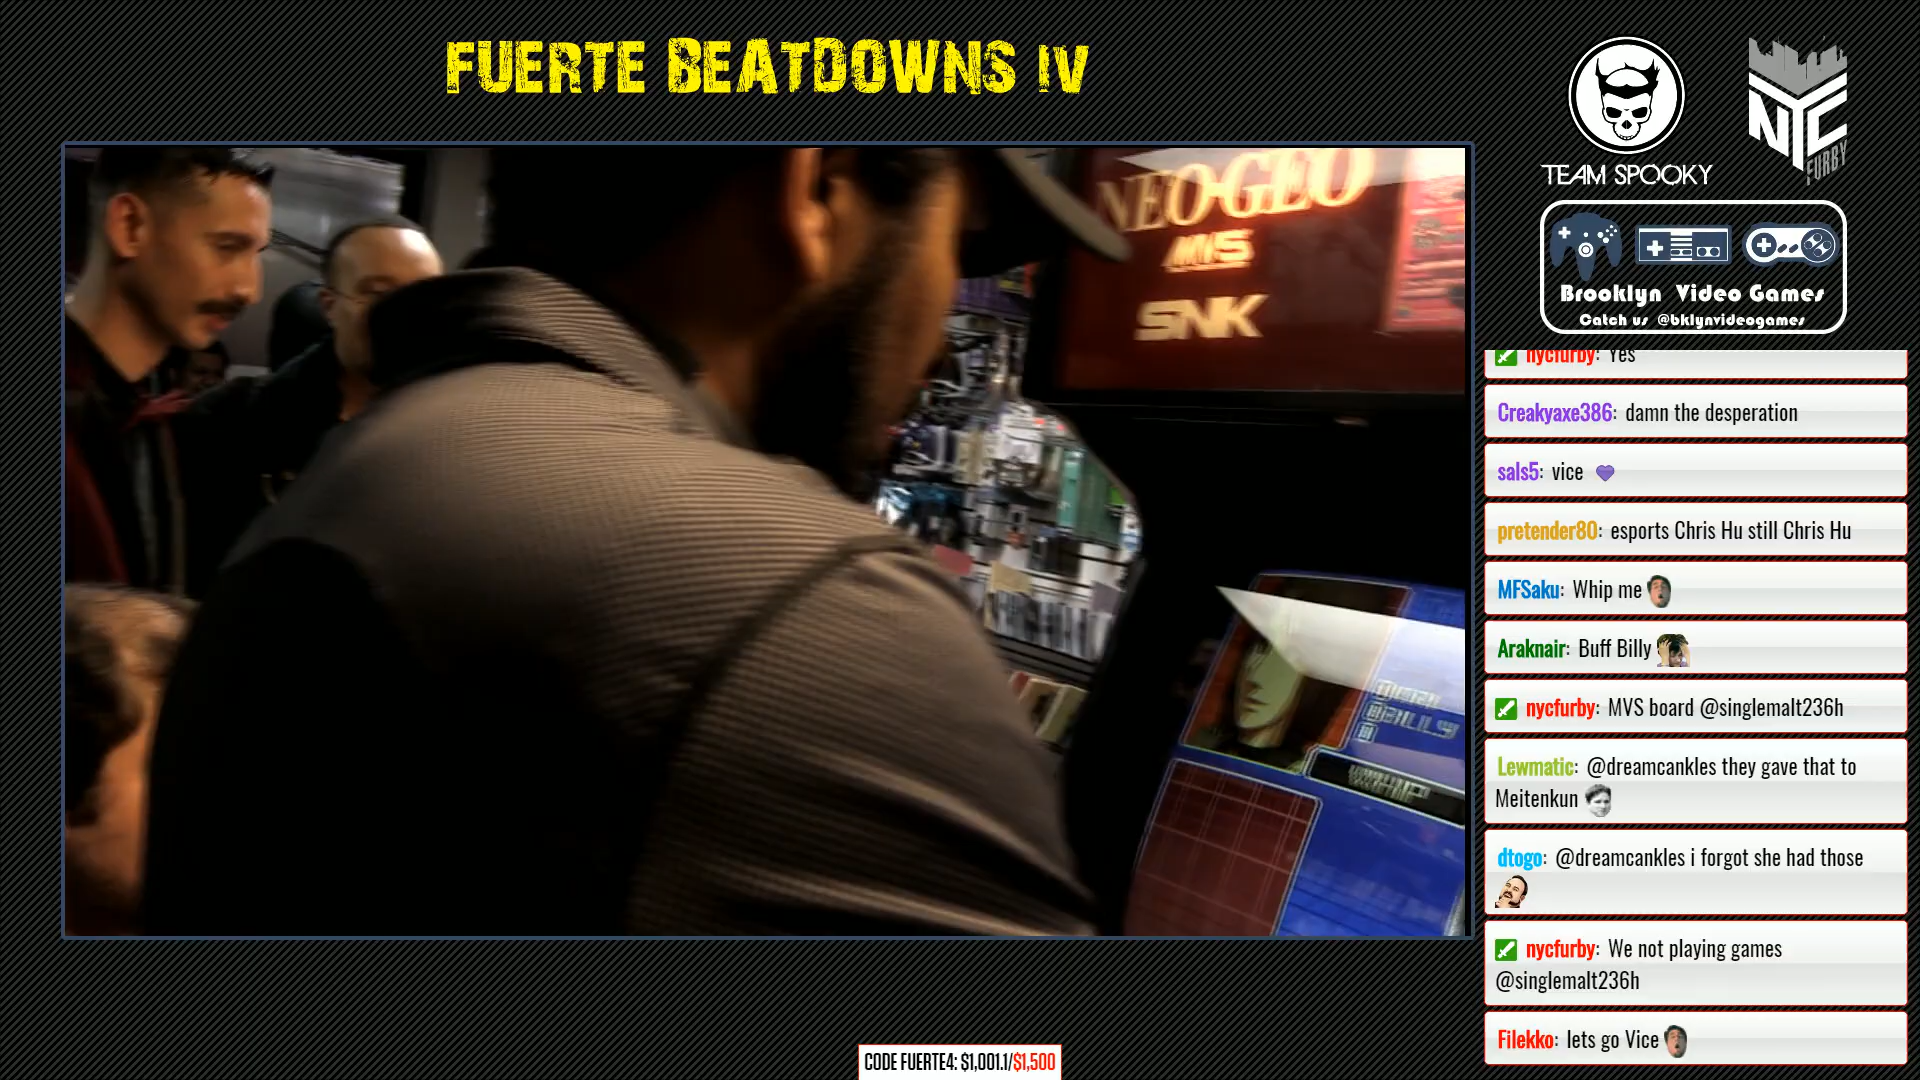 FUERTE BEATDOWNS IV
TEAM SPOOKY
NYC
FURBY
Brooklyn Video Games
Catch us @bklynvideogames
NEO·GEO
MVS
SNK
WHIP
nycfurby: Yes
Creakyaxe386: damn the desperation
sals5: vice
pretender80: esports Chris Hu still Chris Hu
MFSaku: Whip me
Araknair: Buff Billy
nycfurby: MVS board @singlemalt236h
Lewmatic: @dreamcankles they gave that to
Meitenkun
dtogo: @dreamcankles i forgot she had those
nycfurby: We not playing games
@singlemalt236h
Filekko: lets go Vice
CODE FUERTE4: $1,001.1/$1,500